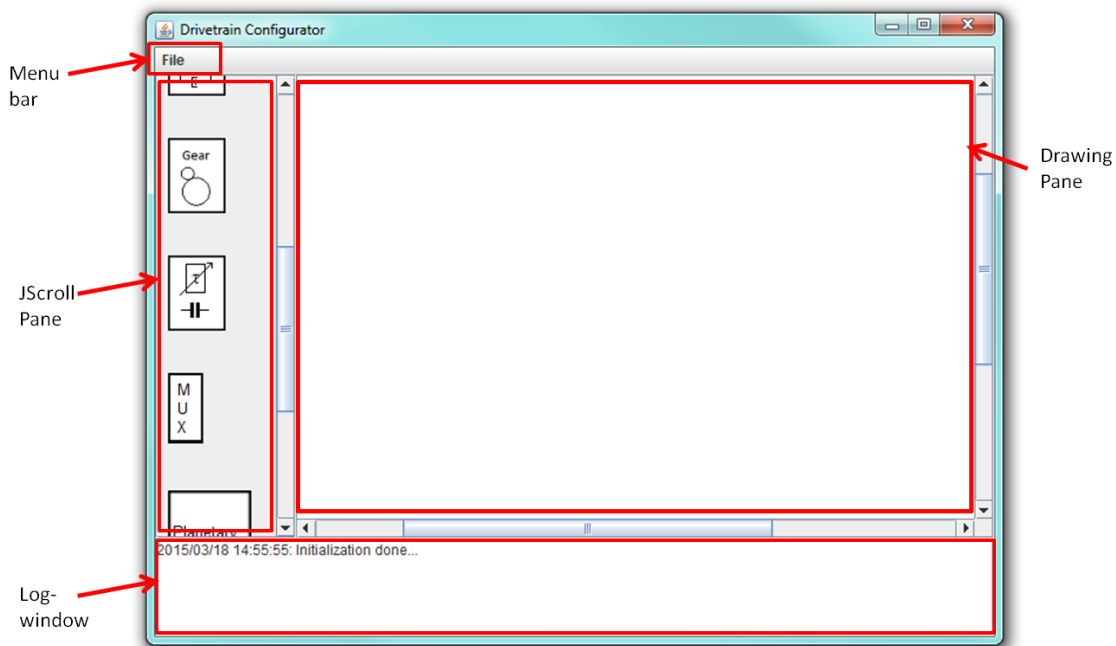 Drivetrain Configurator
File
Menu
bar
E
Gear
Drawing
Pane
τ
JScroll
Pane
M
U
X
Planetary
2015/03/18 14:55:55: Initialization done...
Log-
window